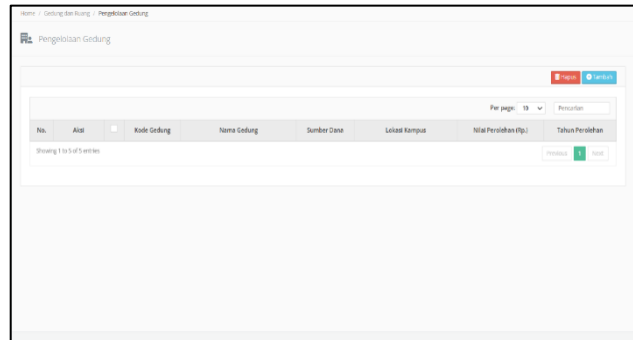 Home / Gedung dan Ruang / Pengelolaan Gedung
Pengelolaan Gedung
Hapus Tambah
Per page: 10 Pencarian
No. Aksi Kode Gedung Nama Gedung Sumber Dana Lokasi Kampus Nilai Perolehan (Rp.) Tahun Perolehan
Showing 1 to 5 of 5 entries Previous 1 Next